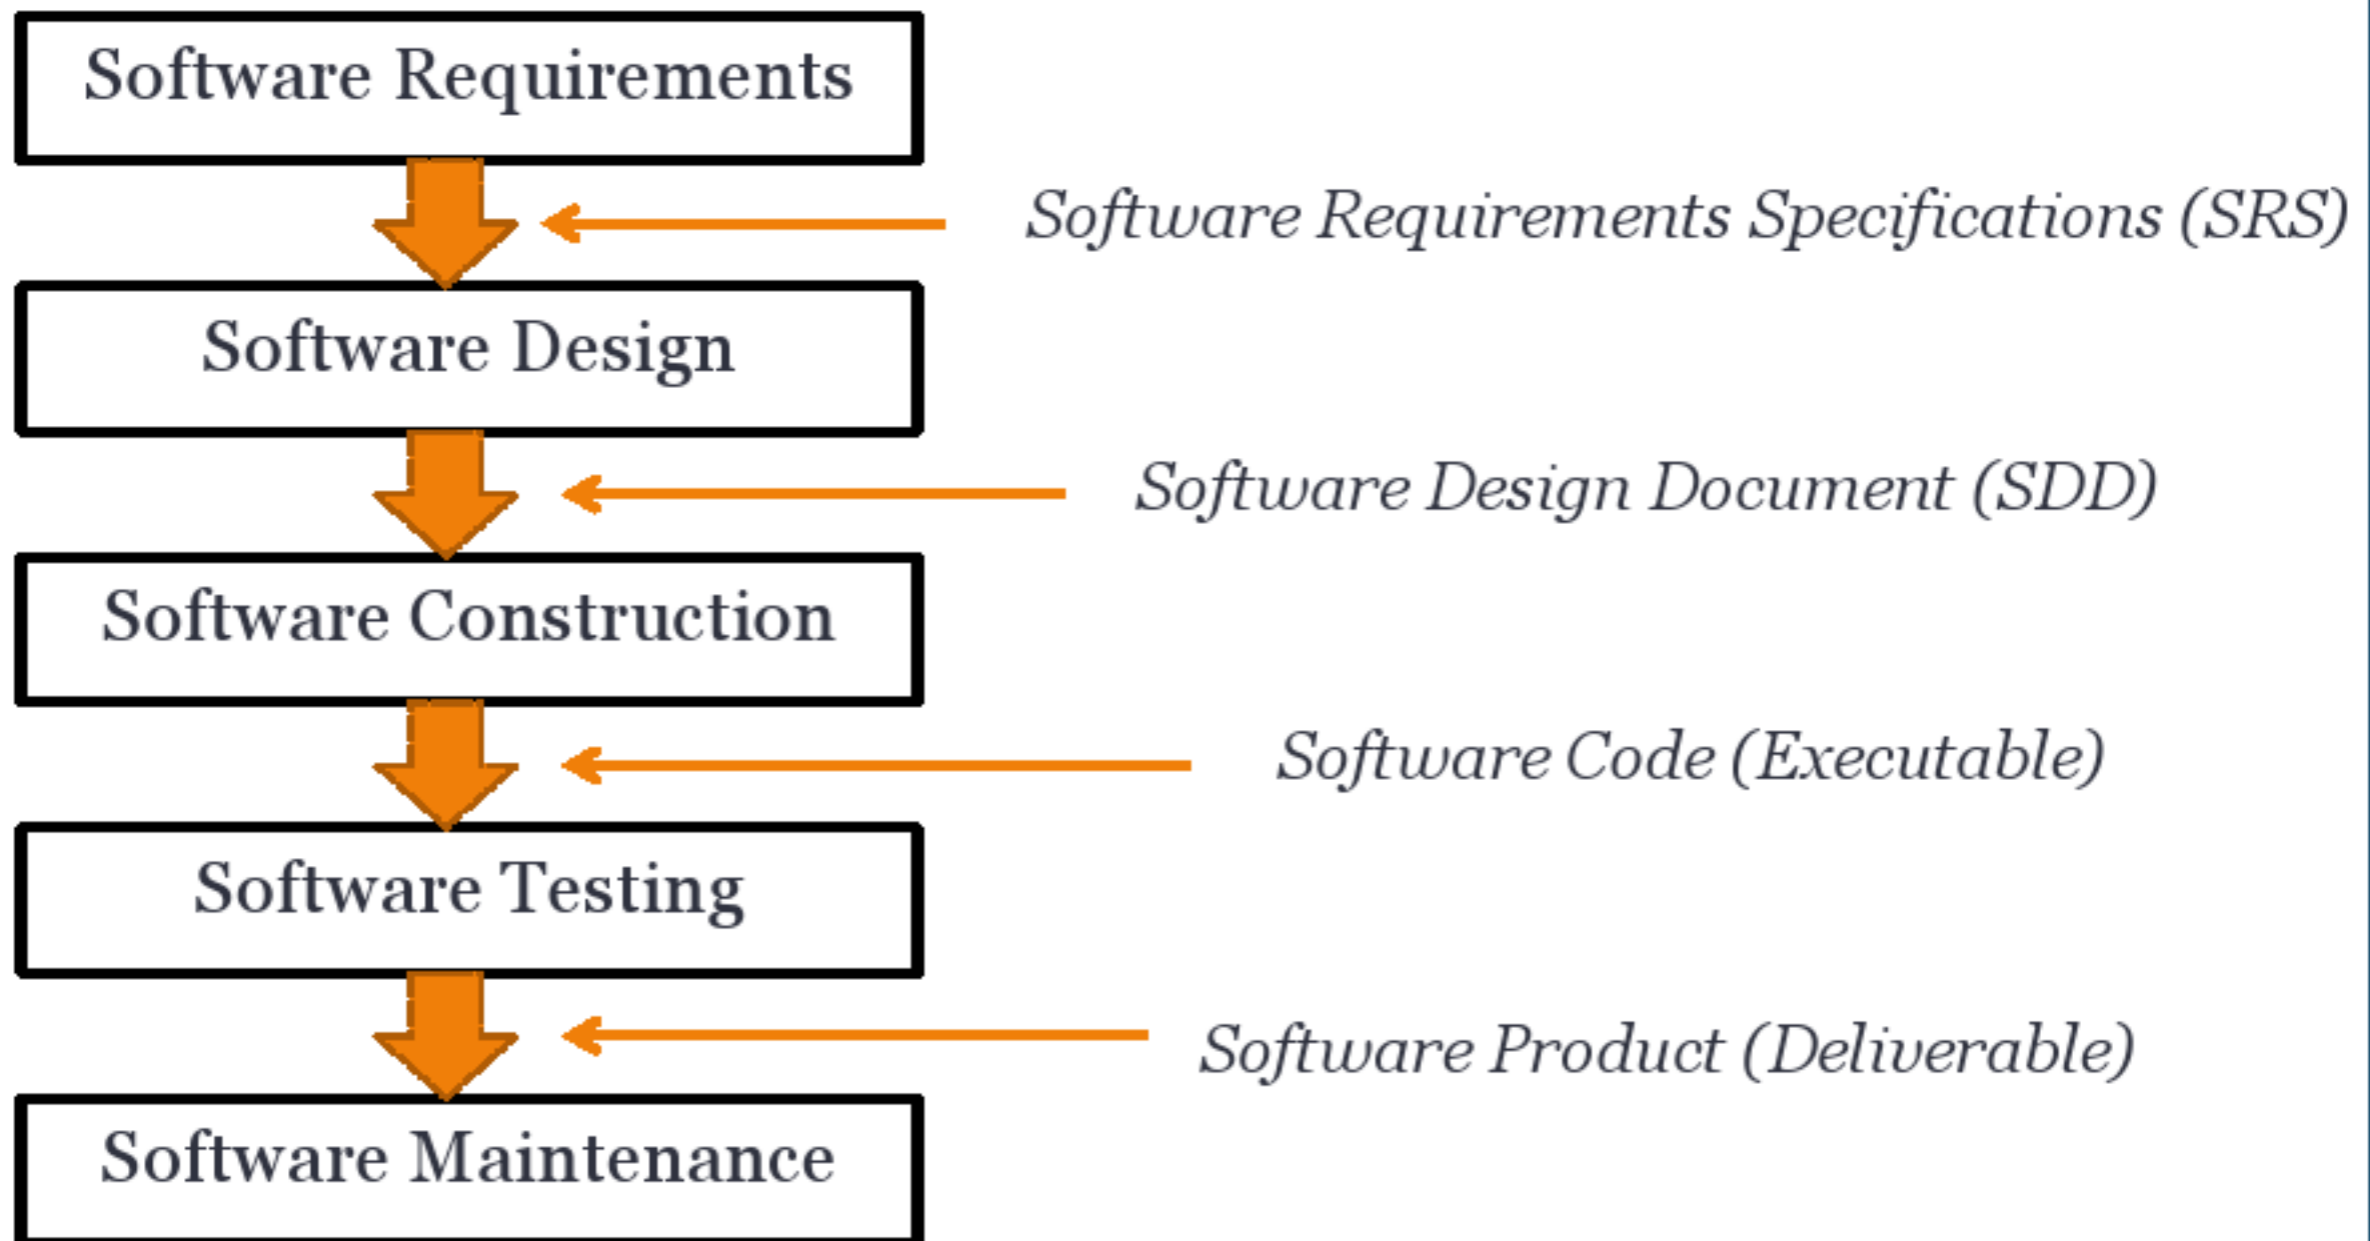 Software Requirements
Software Requirements Specifications (SRS)
Software Design
Software Design Document (SDD)
Software Construction
Software Code (Executable)
Software Testing
Software Product (Deliverable)
Software Maintenance